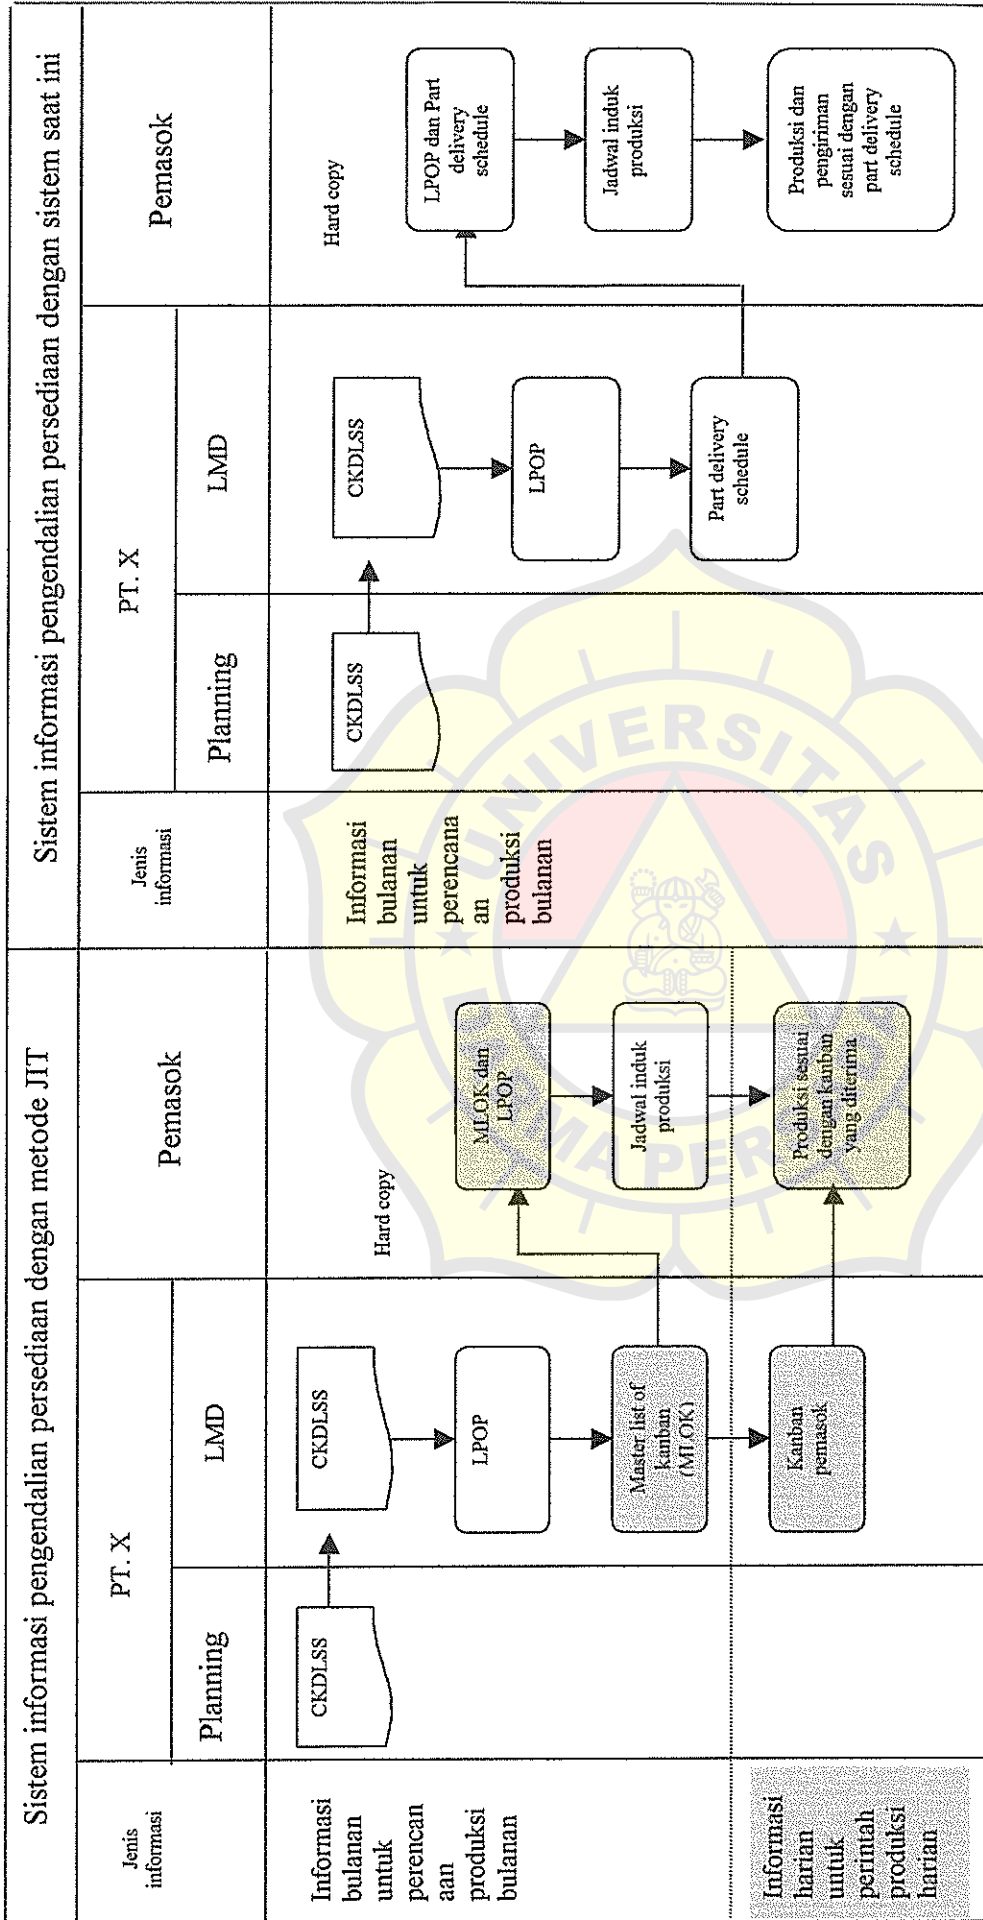 Sistem informasi pengendalian persediaan dengan metode JIT
Jenis
informasi
PT. X
Planning
LMD
Pemasok
Informasi
bulanan
untuk
perencan
aan
produksi
bulanan
CKDLSS
CKDLSS
LPOP
Master list of
kanban
(MLOK)
Hard copy
MLOK dan
LPOP
Jadwal induk
produksi
Informasi
harian
untuk
perintah
produksi
harian
Kanban
pemasok
Produksi sesuai
dengan kanban
yang diterima
Sistem informasi pengendalian persediaan dengan sistem saat ini
Jenis
informasi
PT. X
Planning
LMD
Pemasok
Informasi
bulanan
untuk
perencana
an
produksi
bulanan
CKDLSS
CKDLSS
LPOP
Part delivery
schedule
Hard copy
LPOP dan Part
delivery
schedule
Jadwal induk
produksi
Produksi dan
pengiriman
sesuai dengan
part delivery
schedule
UNIVERSITAS
DARMA PERSADA